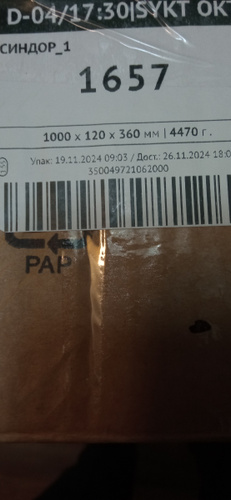 D-04/17:30|SYKT OK
СИНДОР_1
1657
1000 x 120 x 360 мм | 4470 г.
Упак: 19.11.2024 09:03 / Дост: 26.11.2024 18:0
350049721062000
PAP